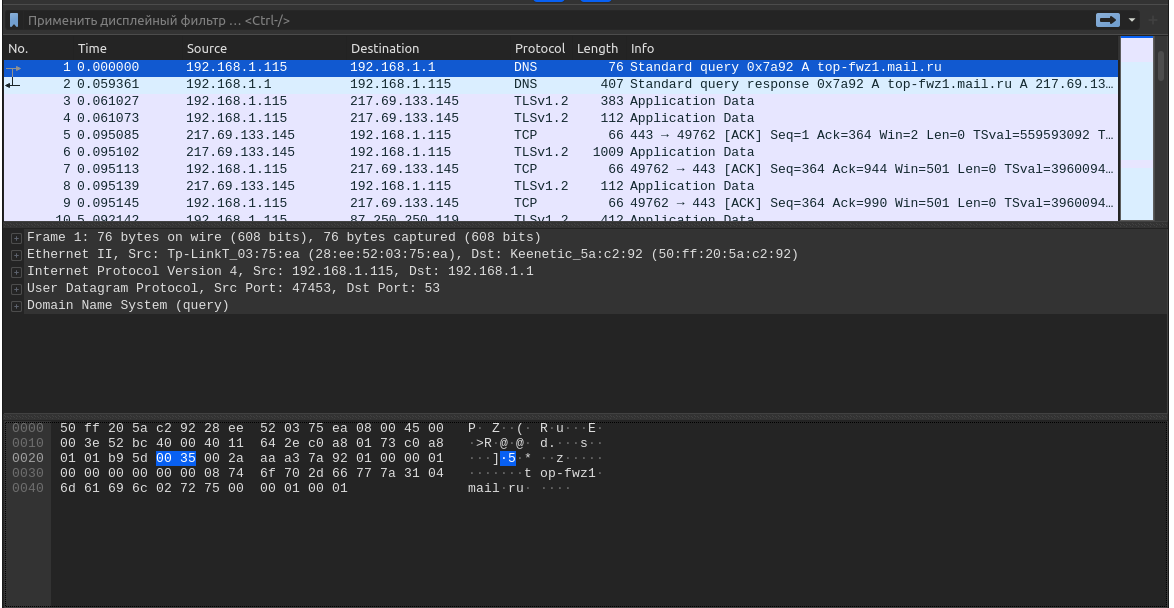 Применить дисплейный фильтр … <Ctrl-/>
No. Time Source Destination Protocol Length Info
1 0.000000 192.168.1.115 192.168.1.1 DNS 76 Standard query 0x7a92 A top-fwz1.mail.ru
2 0.059361 192.168.1.1 192.168.1.115 DNS 407 Standard query response 0x7a92 A top-fwz1.mail.ru A 217.69.13…
3 0.061027 192.168.1.115 217.69.133.145 TLSv1.2 383 Application Data
4 0.061073 192.168.1.115 217.69.133.145 TLSv1.2 112 Application Data
5 0.095085 217.69.133.145 192.168.1.115 TCP 66 443 → 49762 [ACK] Seq=1 Ack=364 Win=2 Len=0 TSval=559593092 T…
6 0.095102 217.69.133.145 192.168.1.115 TLSv1.2 1009 Application Data
7 0.095113 192.168.1.115 217.69.133.145 TCP 66 49762 → 443 [ACK] Seq=364 Ack=944 Win=501 Len=0 TSval=3960094…
8 0.095139 217.69.133.145 192.168.1.115 TLSv1.2 112 Application Data
9 0.095145 192.168.1.115 217.69.133.145 TCP 66 49762 → 443 [ACK] Seq=364 Ack=990 Win=501 Len=0 TSval=3960094…
10 5.092142 192.168.1.115 87.250.250.119 TLSv1.2 412 Application Data
Frame 1: 76 bytes on wire (608 bits), 76 bytes captured (608 bits)
Ethernet II, Src: Tp-LinkT_03:75:ea (28:ee:52:03:75:ea), Dst: Keenetic_5a:c2:92 (50:ff:20:5a:c2:92)
Internet Protocol Version 4, Src: 192.168.1.115, Dst: 192.168.1.1
User Datagram Protocol, Src Port: 47453, Dst Port: 53
Domain Name System (query)
0000 50 ff 20 5a c2 92 28 ee 52 03 75 ea 08 00 45 00 P· Z··(· R·u···E·
0010 00 3e 52 bc 40 00 40 11 64 2e c0 a8 01 73 c0 a8 ·>R·@·@· d.···s··
0020 01 01 b9 5d 00 35 00 2a aa a3 7a 92 01 00 00 01 ···]·5·* ··z·····
0030 00 00 00 00 00 00 08 74 6f 70 2d 66 77 7a 31 04 ·······t op-fwz1·
0040 6d 61 69 6c 02 72 75 00 00 01 00 01 mail·ru· ····